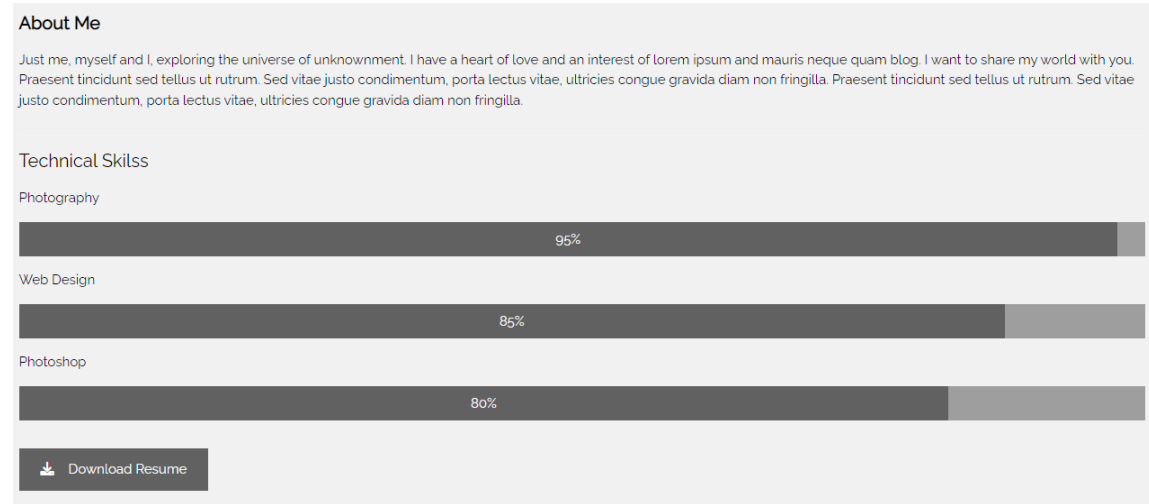 About Me
Just me, myself and I, exploring the universe of unknownment. I have a heart of love and an interest of lorem ipsum and mauris neque quam blog. I want to share my world with you.
Praesent tincidunt sed tellus ut rutrum. Sed vitae justo condimentum, porta lectus vitae, ultricies congue gravida diam non fringilla. Praesent tincidunt sed tellus ut rutrum. Sed vitae
justo condimentum, porta lectus vitae, ultricies congue gravida diam non fringilla.
Technical Skilss
Photography
95%
Web Design
85%
Photoshop
80%
Download Resume